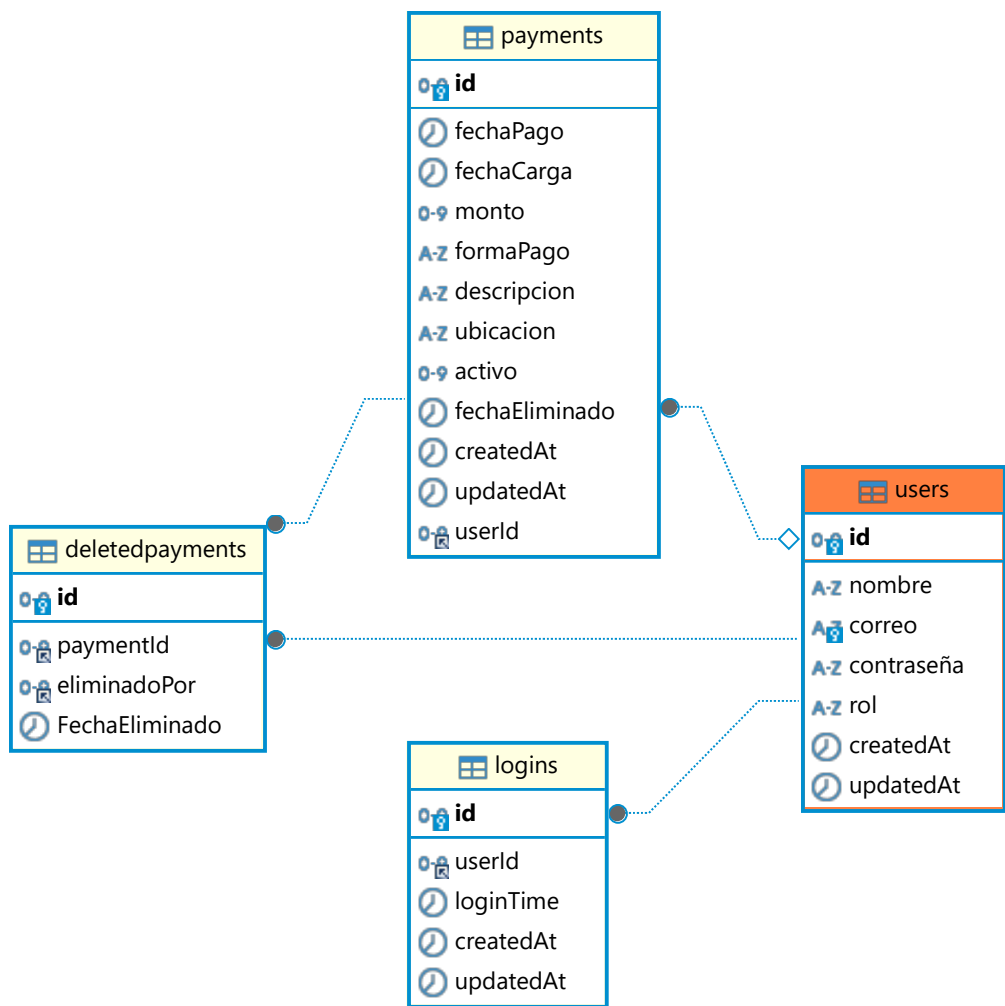 payments
id
fechaPago
fechaCarga
monto
formaPago
descripcion
ubicacion
activo
fechaEliminado
createdAt
updatedAt
userId
users
id
nombre
correo
contraseña
rol
createdAt
updatedAt
deletedpayments
id
paymentId
eliminadoPor
FechaEliminado
logins
id
userId
loginTime
createdAt
updatedAt